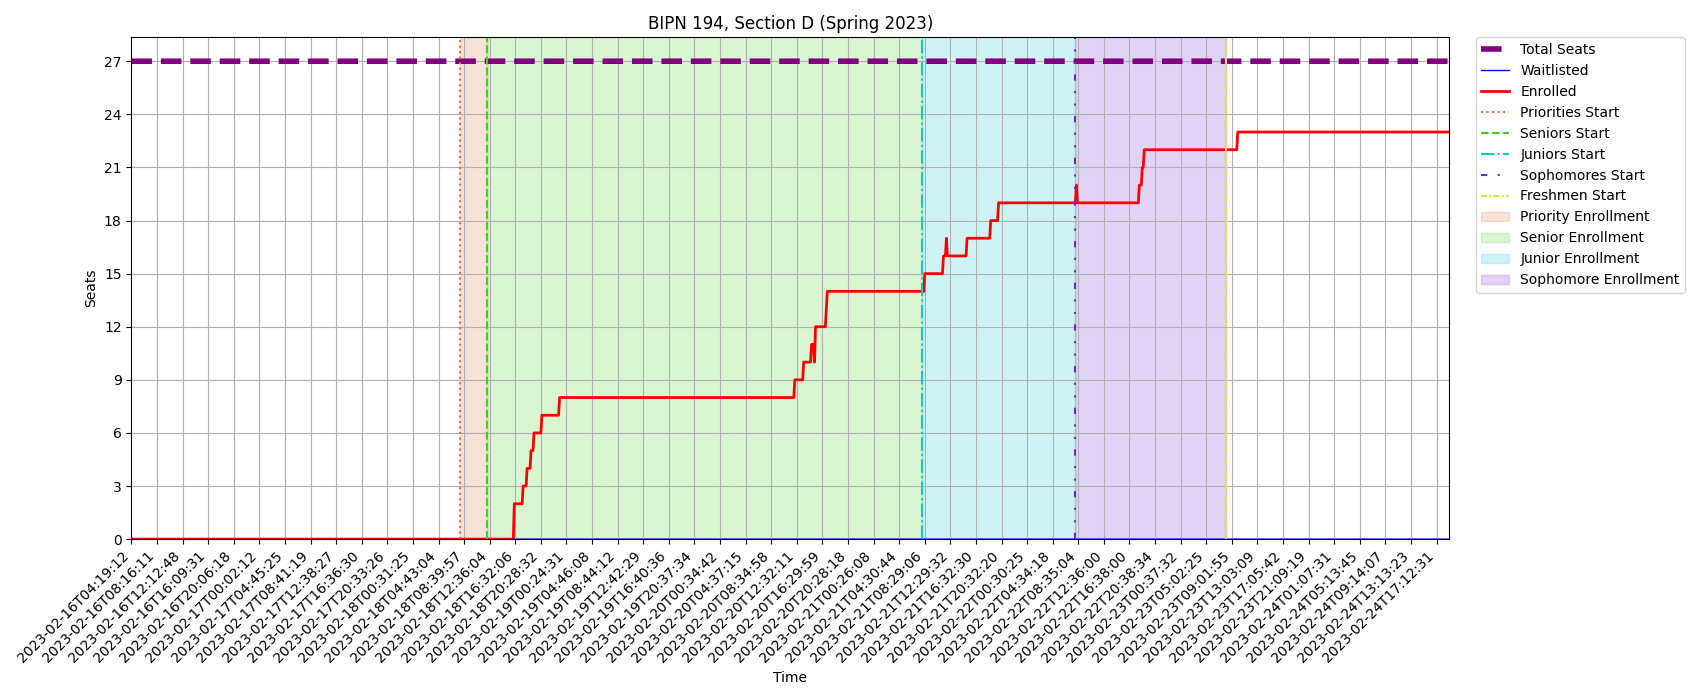 BIPN 194, Section D (Spring 2023)
Seats
27
24
21
18
15
12
9
6
3
0
Total Seats
Waitlisted
Enrolled
Priorities Start
Seniors Start
Juniors Start
Sophomores Start
Freshmen Start
Priority Enrollment
Senior Enrollment
Junior Enrollment
Sophomore Enrollment
2023-02-16T04:19:12
2023-02-16T08:16:11
2023-02-16T12:12:48
2023-02-16T16:09:31
2023-02-16T20:06:18
2023-02-17T00:02:12
2023-02-17T04:45:25
2023-02-17T08:41:19
2023-02-17T12:38:27
2023-02-17T16:36:30
2023-02-17T20:33:26
2023-02-18T00:31:25
2023-02-18T04:43:04
2023-02-18T08:39:57
2023-02-18T12:36:04
2023-02-18T16:32:06
2023-02-18T20:28:32
2023-02-19T00:24:31
2023-02-19T04:46:08
2023-02-19T08:44:12
2023-02-19T12:42:29
2023-02-19T16:40:36
2023-02-19T20:37:34
2023-02-20T00:34:42
2023-02-20T04:37:15
2023-02-20T08:34:58
2023-02-20T12:32:11
2023-02-20T16:29:59
2023-02-20T20:28:18
2023-02-21T00:26:08
2023-02-21T04:30:44
2023-02-21T08:29:06
2023-02-21T12:29:32
2023-02-21T16:32:30
2023-02-21T20:32:20
2023-02-22T00:30:25
2023-02-22T04:34:18
2023-02-22T08:35:04
2023-02-22T12:36:00
2023-02-22T16:38:00
2023-02-22T20:38:34
2023-02-23T00:37:32
2023-02-23T05:02:25
2023-02-23T09:01:55
2023-02-23T13:03:09
2023-02-23T17:05:42
2023-02-23T21:09:19
2023-02-24T01:07:31
2023-02-24T05:13:45
2023-02-24T09:14:07
2023-02-24T13:13:23
2023-02-24T17:12:31
Time